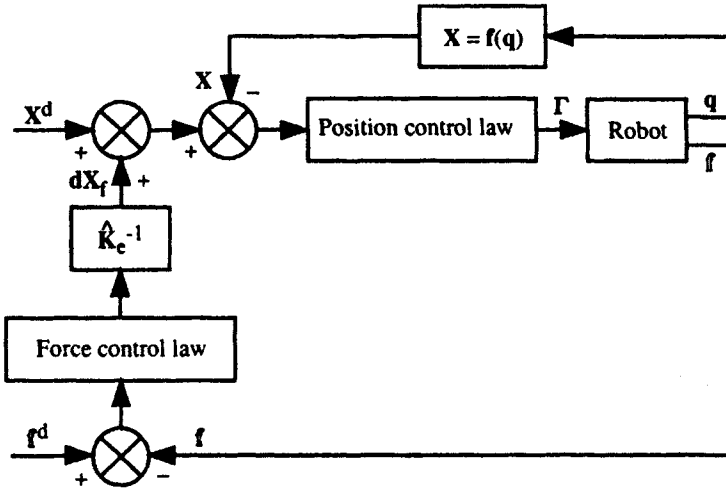 X = f(q)
X
−
X^d
+
+
Position control law
Γ
Robot
q
f
dX_f
+
K̂_e^-1
Force control law
f^d
+
f
−